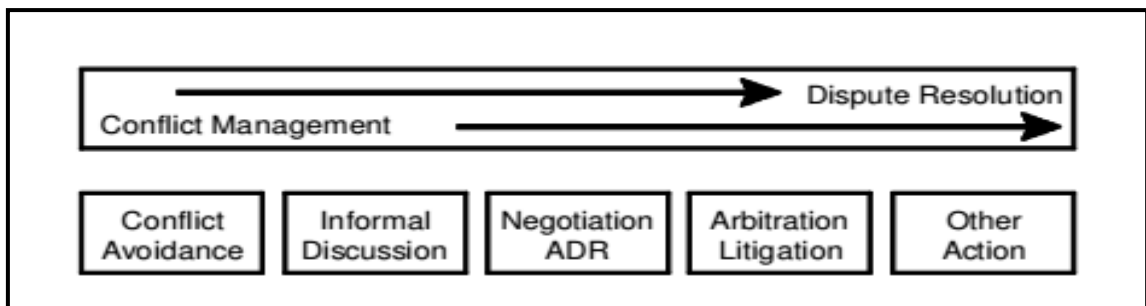 Dispute Resolution
Conflict Management
Conflict
Avoidance
Informal
Discussion
Negotiation
ADR
Arbitration
Litigation
Other
Action